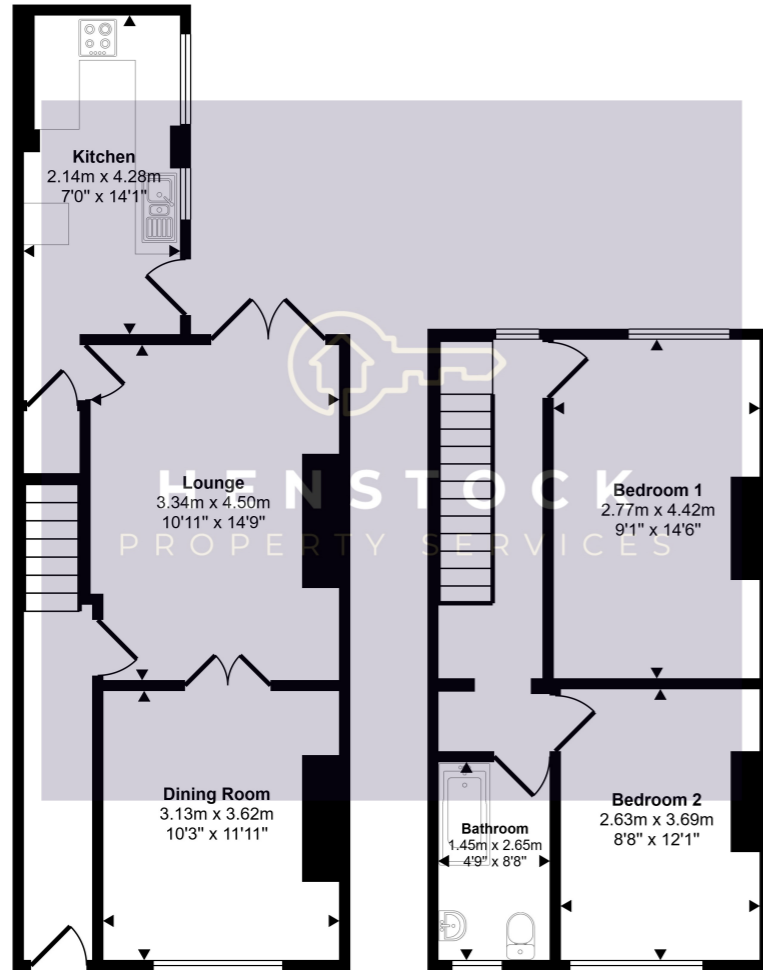 Kitchen
2.14m x 4.28m
7'0" x 14'1"
Lounge
3.34m x 4.50m
10'11" x 14'9"
Dining Room
3.13m x 3.62m
10'3" x 11'11"
Bedroom 1
2.77m x 4.42m
9'1" x 14'6"
Bedroom 2
2.63m x 3.69m
8'8" x 12'1"
Bathroom
1.45m x 2.65m
4'9" x 8'8"
HENSTOCK
PROPERTY SERVICES